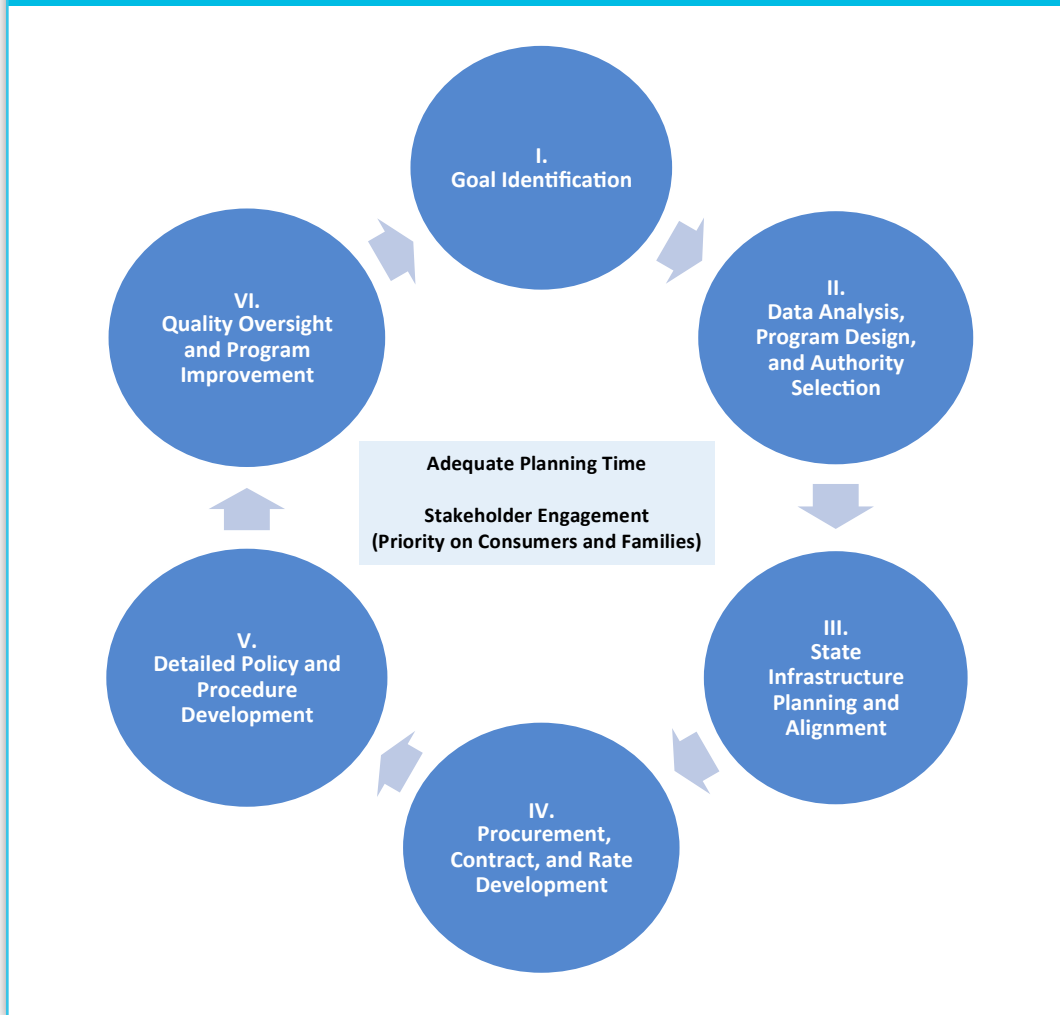 I.
Goal Identification
II.
Data Analysis,
Program Design,
and Authority
Selection
III.
State
Infrastructure
Planning and
Alignment
IV.
Procurement,
Contract, and Rate
Development
V.
Detailed Policy and
Procedure
Development
VI.
Quality Oversight
and Program
Improvement
Adequate Planning Time
Stakeholder Engagement
(Priority on Consumers and Families)